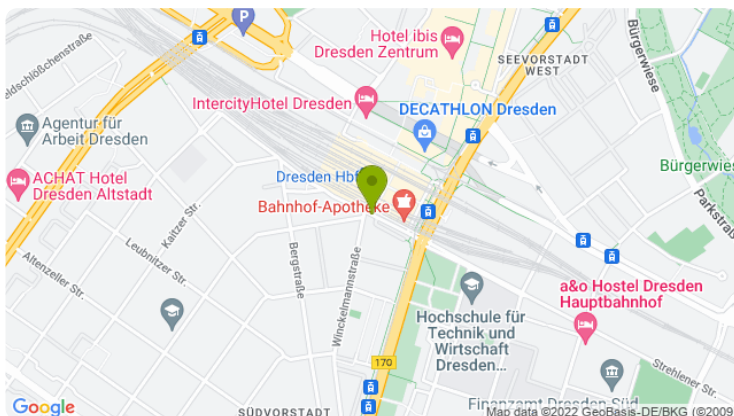 P
Hotel ibis
Dresden Zentrum
SEEVORSTADT
WEST
Bürgerwiese
IntercityHotel Dresden
DECATHLON Dresden
Agentur für
Arbeit Dresden
Bürgerwies
ACHAT Hotel
Dresden Altstadt
Dresden Hbf
Bahnhof-Apotheke
Parkstraß
Kaitzer Str.
Leubnitzer Str.
Altenzeller Str.
Bergstraße
Winckelmannstraße
a&o Hostel Dresden
Hauptbahnhof
Hochschule für
Technik und
Wirtschaft
Dresden...
170
Strehlener Str.
SÜDVORSTADT
Finanzamt Dresden Süd
Google
Map data ©2022 GeoBasis-DE/BKG (©2009